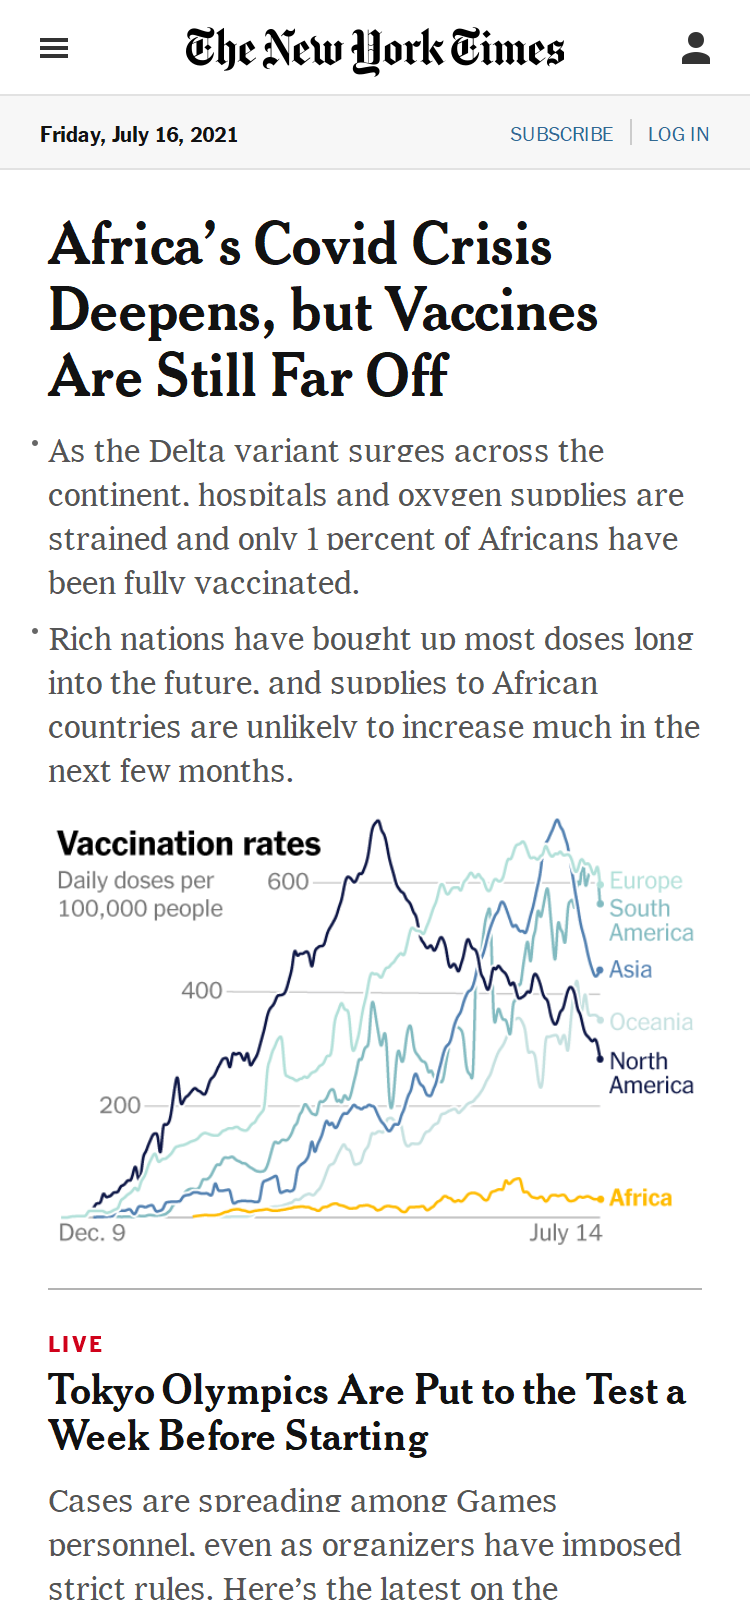 The New York Times
Friday, July 16, 2021
SUBSCRIBE
LOG IN
Africa’s Covid Crisis
Deepens, but Vaccines
Are Still Far Off
• As the Delta variant surges across the
continent, hospitals and oxygen supplies are
strained and only 1 percent of Africans have
been fully vaccinated.
• Rich nations have bought up most doses long
into the future, and supplies to African
countries are unlikely to increase much in the
next few months.
Vaccination rates
Daily doses per
100,000 people
600
400
200
Europe
South
America
Asia
Oceania
North
America
Africa
Dec. 9
July 14
LIVE
Tokyo Olympics Are Put to the Test a
Week Before Starting
Cases are spreading among Games
personnel, even as organizers have imposed
strict rules. Here’s the latest on the